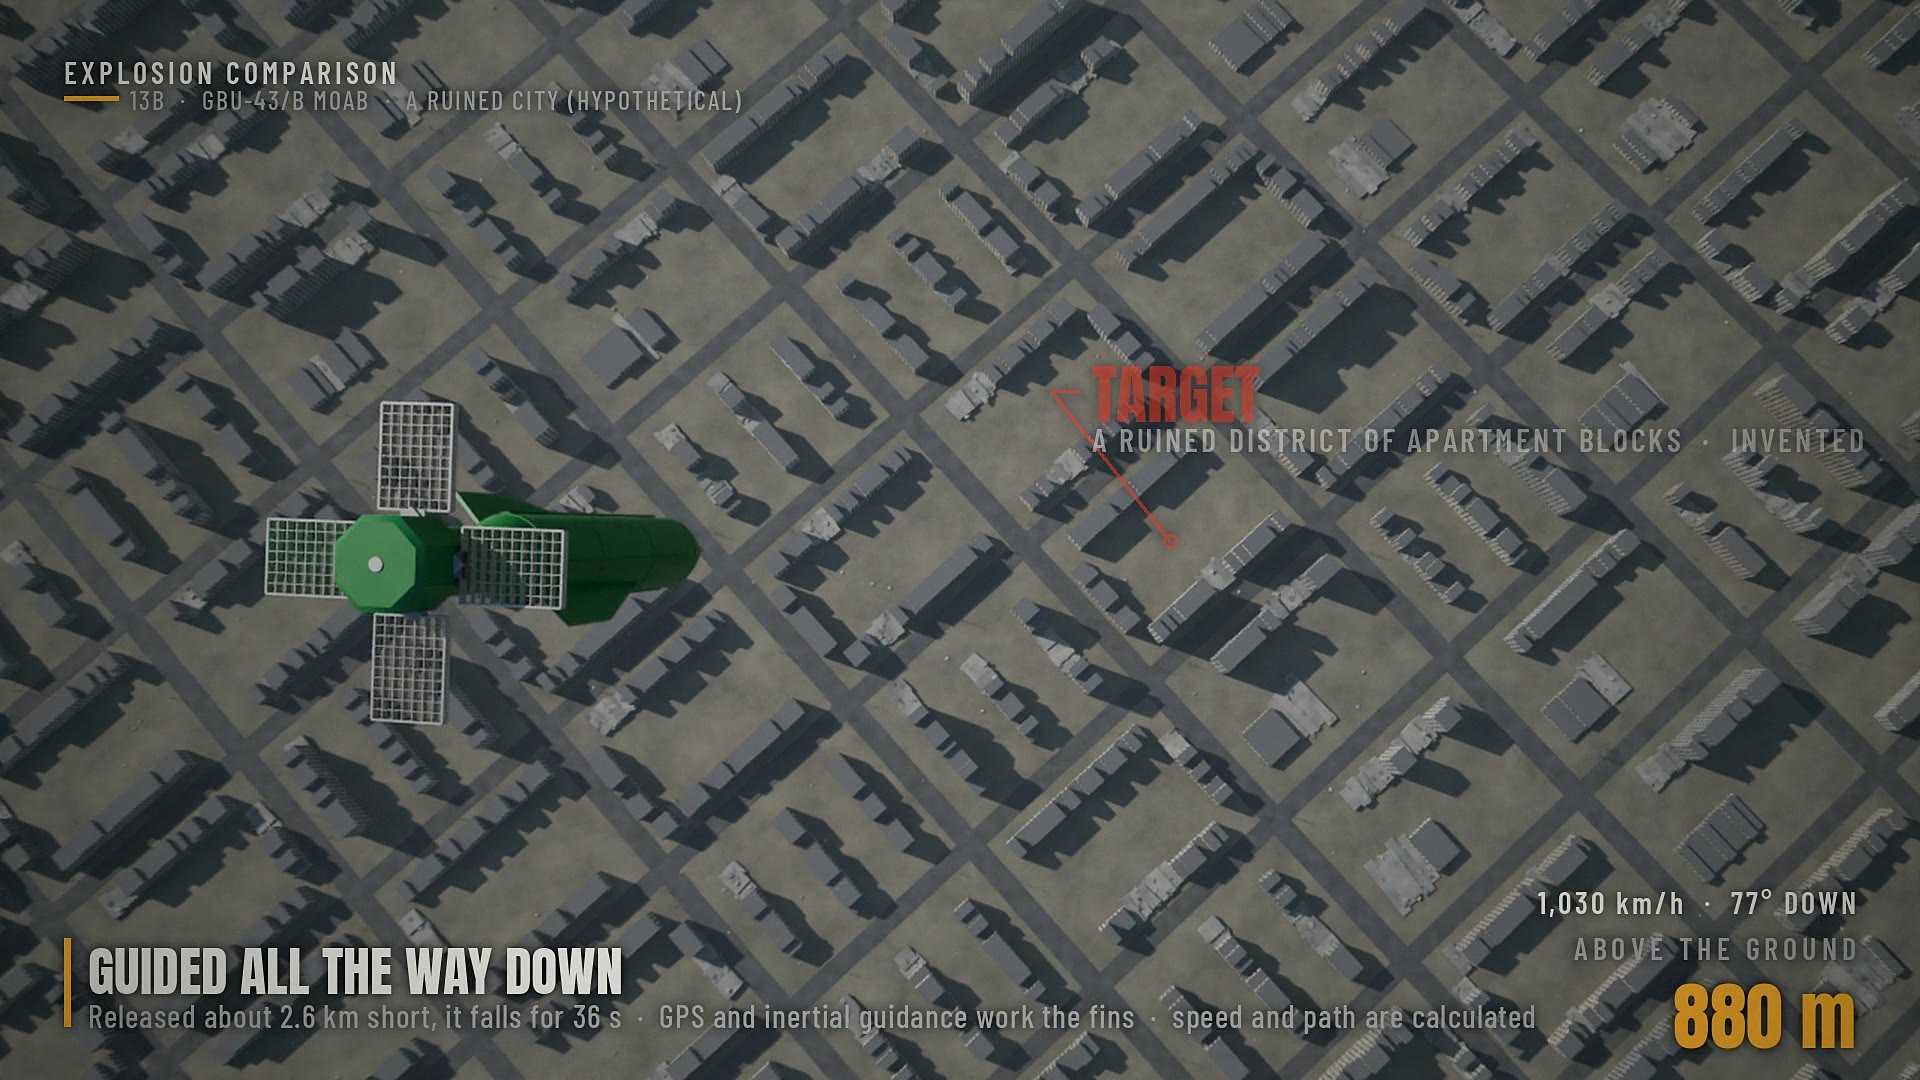 EXPLOSION COMPARISON
13B · GBU-43/B MOAB · A RUINED CITY (HYPOTHETICAL)
TARGET
A RUINED DISTRICT OF APARTMENT BLOCKS · INVENTED
1,030 km/h · 77° DOWN
ABOVE THE GROUND
880 m
GUIDED ALL THE WAY DOWN
Released about 2.6 km short, it falls for 36 s · GPS and inertial guidance work the fins · speed and path are calculated